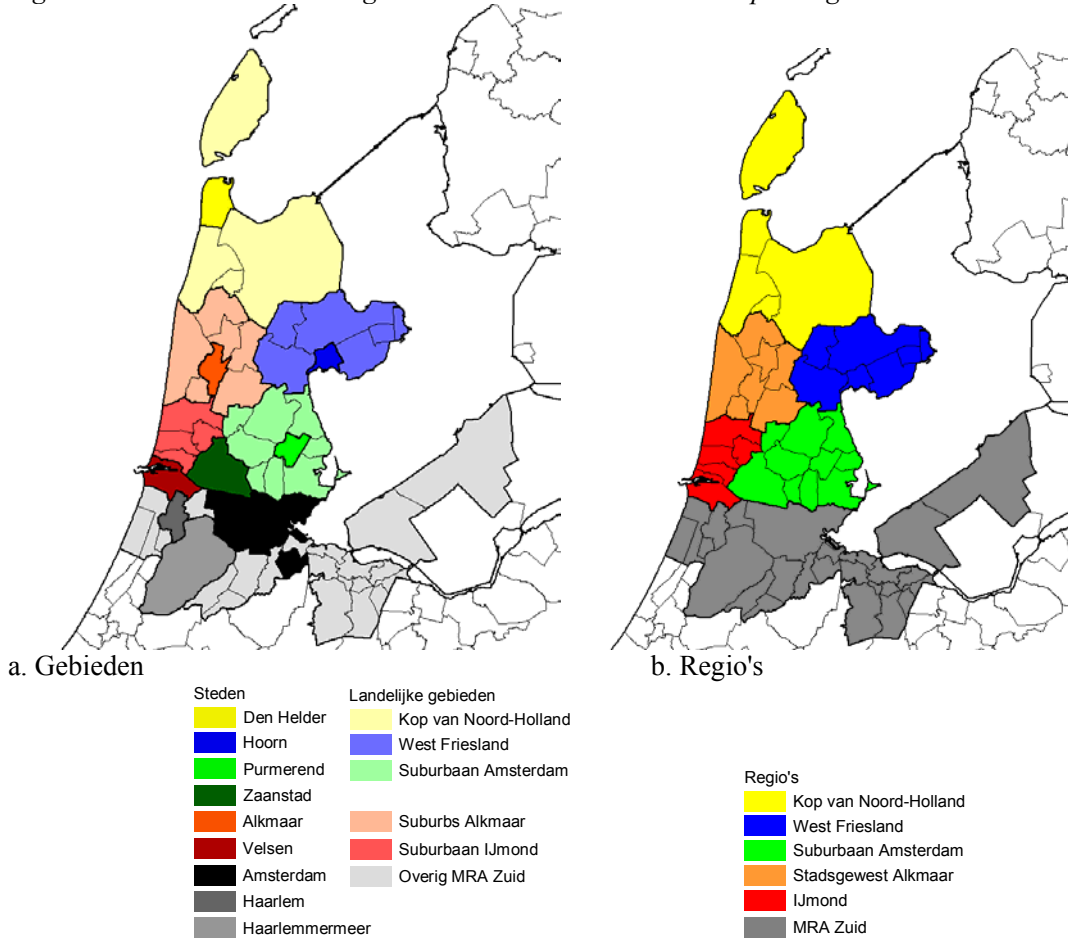 a. Gebieden
b. Regio's
Steden
Den Helder
Hoorn
Purmerend
Zaanstad
Alkmaar
Velsen
Amsterdam
Haarlem
Haarlemmermeer
Landelijke gebieden
Kop van Noord-Holland
West Friesland
Suburbaan Amsterdam
Suburbs Alkmaar
Suburbaan IJmond
Overig MRA Zuid
Regio's
Kop van Noord-Holland
West Friesland
Suburbaan Amsterdam
Stadsgewest Alkmaar
IJmond
MRA Zuid